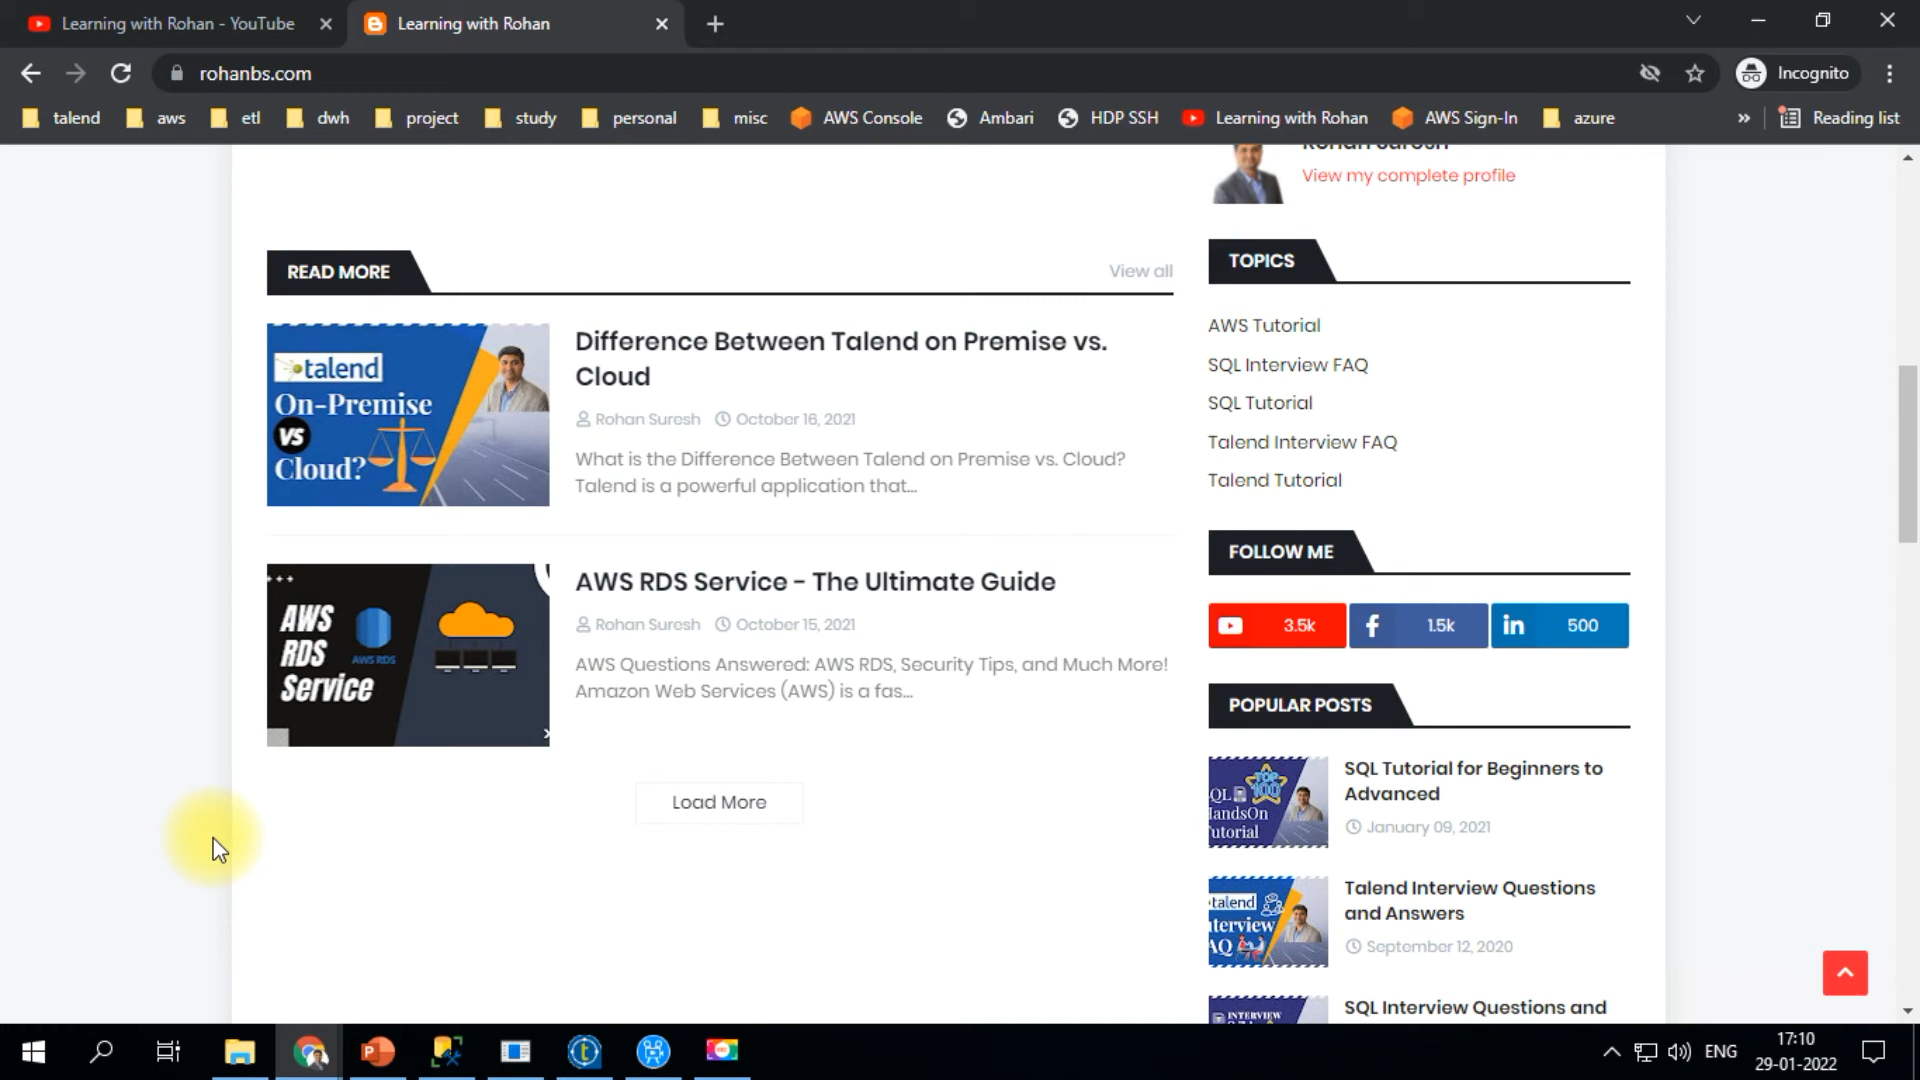 Learning with Rohan - YouTube
Learning with Rohan
rohanbs.com
Incognito
talend
aws
etl
dwh
project
study
personal
misc
AWS Console
Ambari
HDP SSH
Learning with Rohan
AWS Sign-In
azure
»
Reading list
Rohan Suresh
View my complete profile
READ MORE
View all
talend
On-Premise
VS
Cloud?
Difference Between Talend on Premise vs.
Cloud
Rohan Suresh
October 16, 2021
What is the Difference Between Talend on Premise vs. Cloud?
Talend is a powerful application that...
AWS
RDS
Service
AWS RDS
AWS RDS Service - The Ultimate Guide
Rohan Suresh
October 15, 2021
AWS Questions Answered: AWS RDS, Security Tips, and Much More!
Amazon Web Services (AWS) is a fas...
Load More
TOPICS
AWS Tutorial
SQL Interview FAQ
SQL Tutorial
Talend Interview FAQ
Talend Tutorial
FOLLOW ME
3.5k
1.5k
500
POPULAR POSTS
TOP
100
SQL Tutorial for Beginners to
Advanced
January 09, 2021
talend
Talend Interview Questions
and Answers
September 12, 2020
INTERVIEW
SQL Interview Questions and
ENG
17:10
29-01-2022